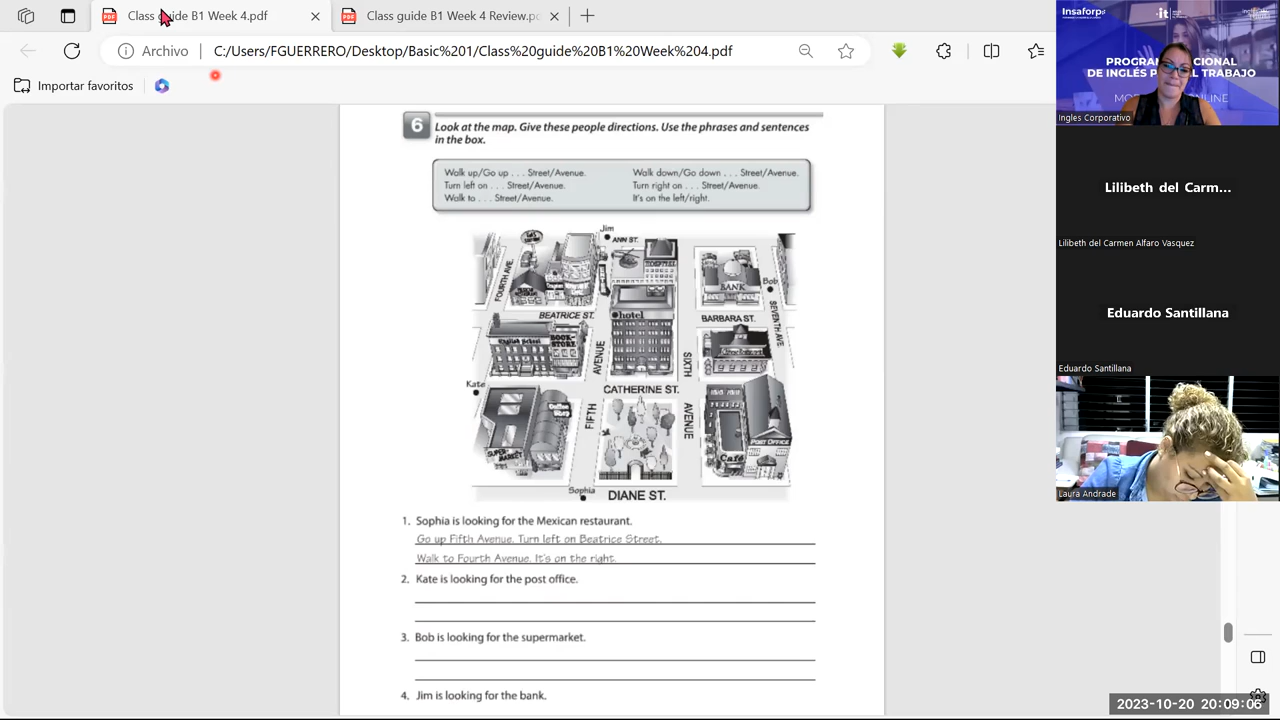 Class guide B1 Week 4.pdf
guide B1 Week 4 Review.p
Archivo
C:/Users/FGUERRERO/Desktop/Basic%201/Class%20guide%20B1%20Week%204.pdf
Importar favoritos
6 Look at the map. Give these people directions. Use the phrases and sentences
in the box.
Walk up/Go up . . . Street/Avenue.
Turn left on . . . Street/Avenue.
Walk to . . . Street/Avenue.
Walk down/Go down . . . Street/Avenue.
Turn right on . . . Street/Avenue.
It's on the left/right.
Jim
ANN ST.
HOSPITAL
FOURTH AVE.
BANK
Bob
BEATRICE ST.
hotel
BARBARA ST.
SEVENTH AVE.
English School
BOOK-
STORE
AVENUE
SIXTH
Kate
CATHERINE ST.
FIFTH
AVENUE
POST OFFICE
Café
Sophia
DIANE ST.
1. Sophia is looking for the Mexican restaurant.
Go up Fifth Avenue. Turn left on Beatrice Street.
Walk to Fourth Avenue. It's on the right.
2. Kate is looking for the post office.
3. Bob is looking for the supermarket.
4. Jim is looking for the bank.
Insaforp
it
DE INGLÉS P L TRABAJO
Ingles Corporativo
Lilibeth del Carm...
Lilibeth del Carmen Alfaro Vasquez
Eduardo Santillana
Eduardo Santillana
Laura Andrade
2023-10-20 20:09:06